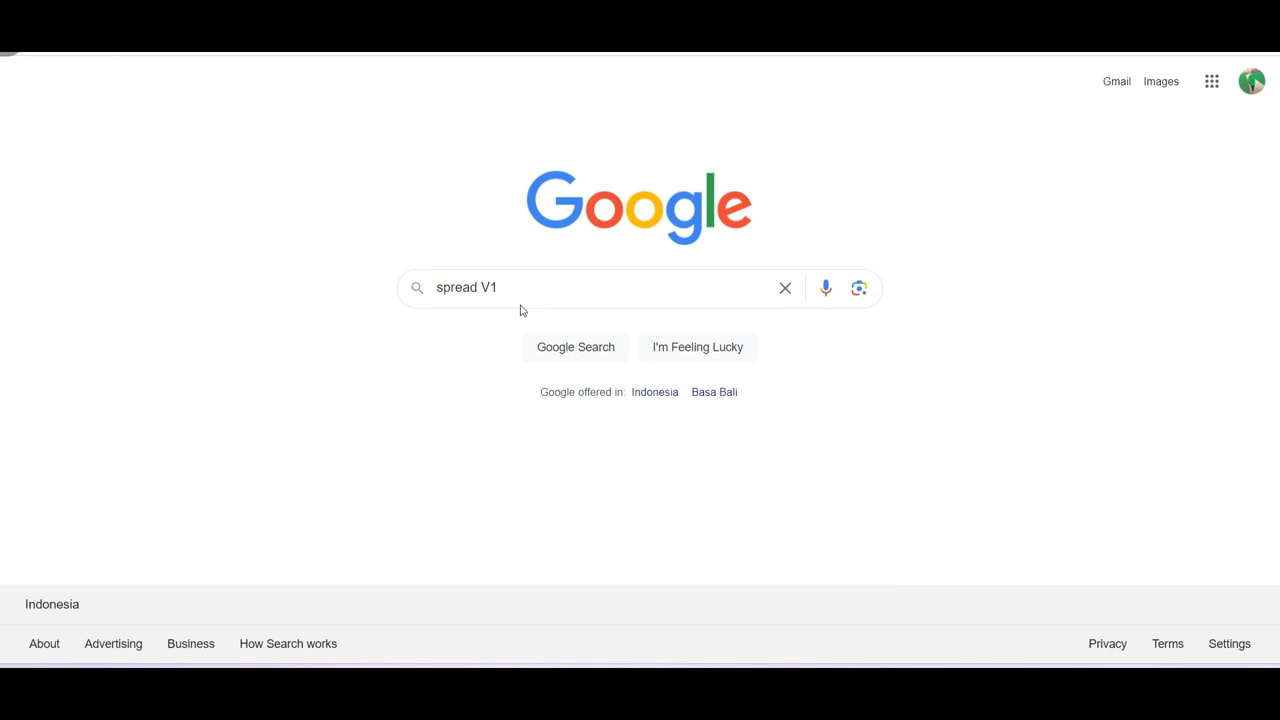 Gmail Images
Google
spread V1
Google Search I'm Feeling Lucky
Google offered in: Indonesia Basa Bali
Indonesia
About Advertising Business How Search works Privacy Terms Settings